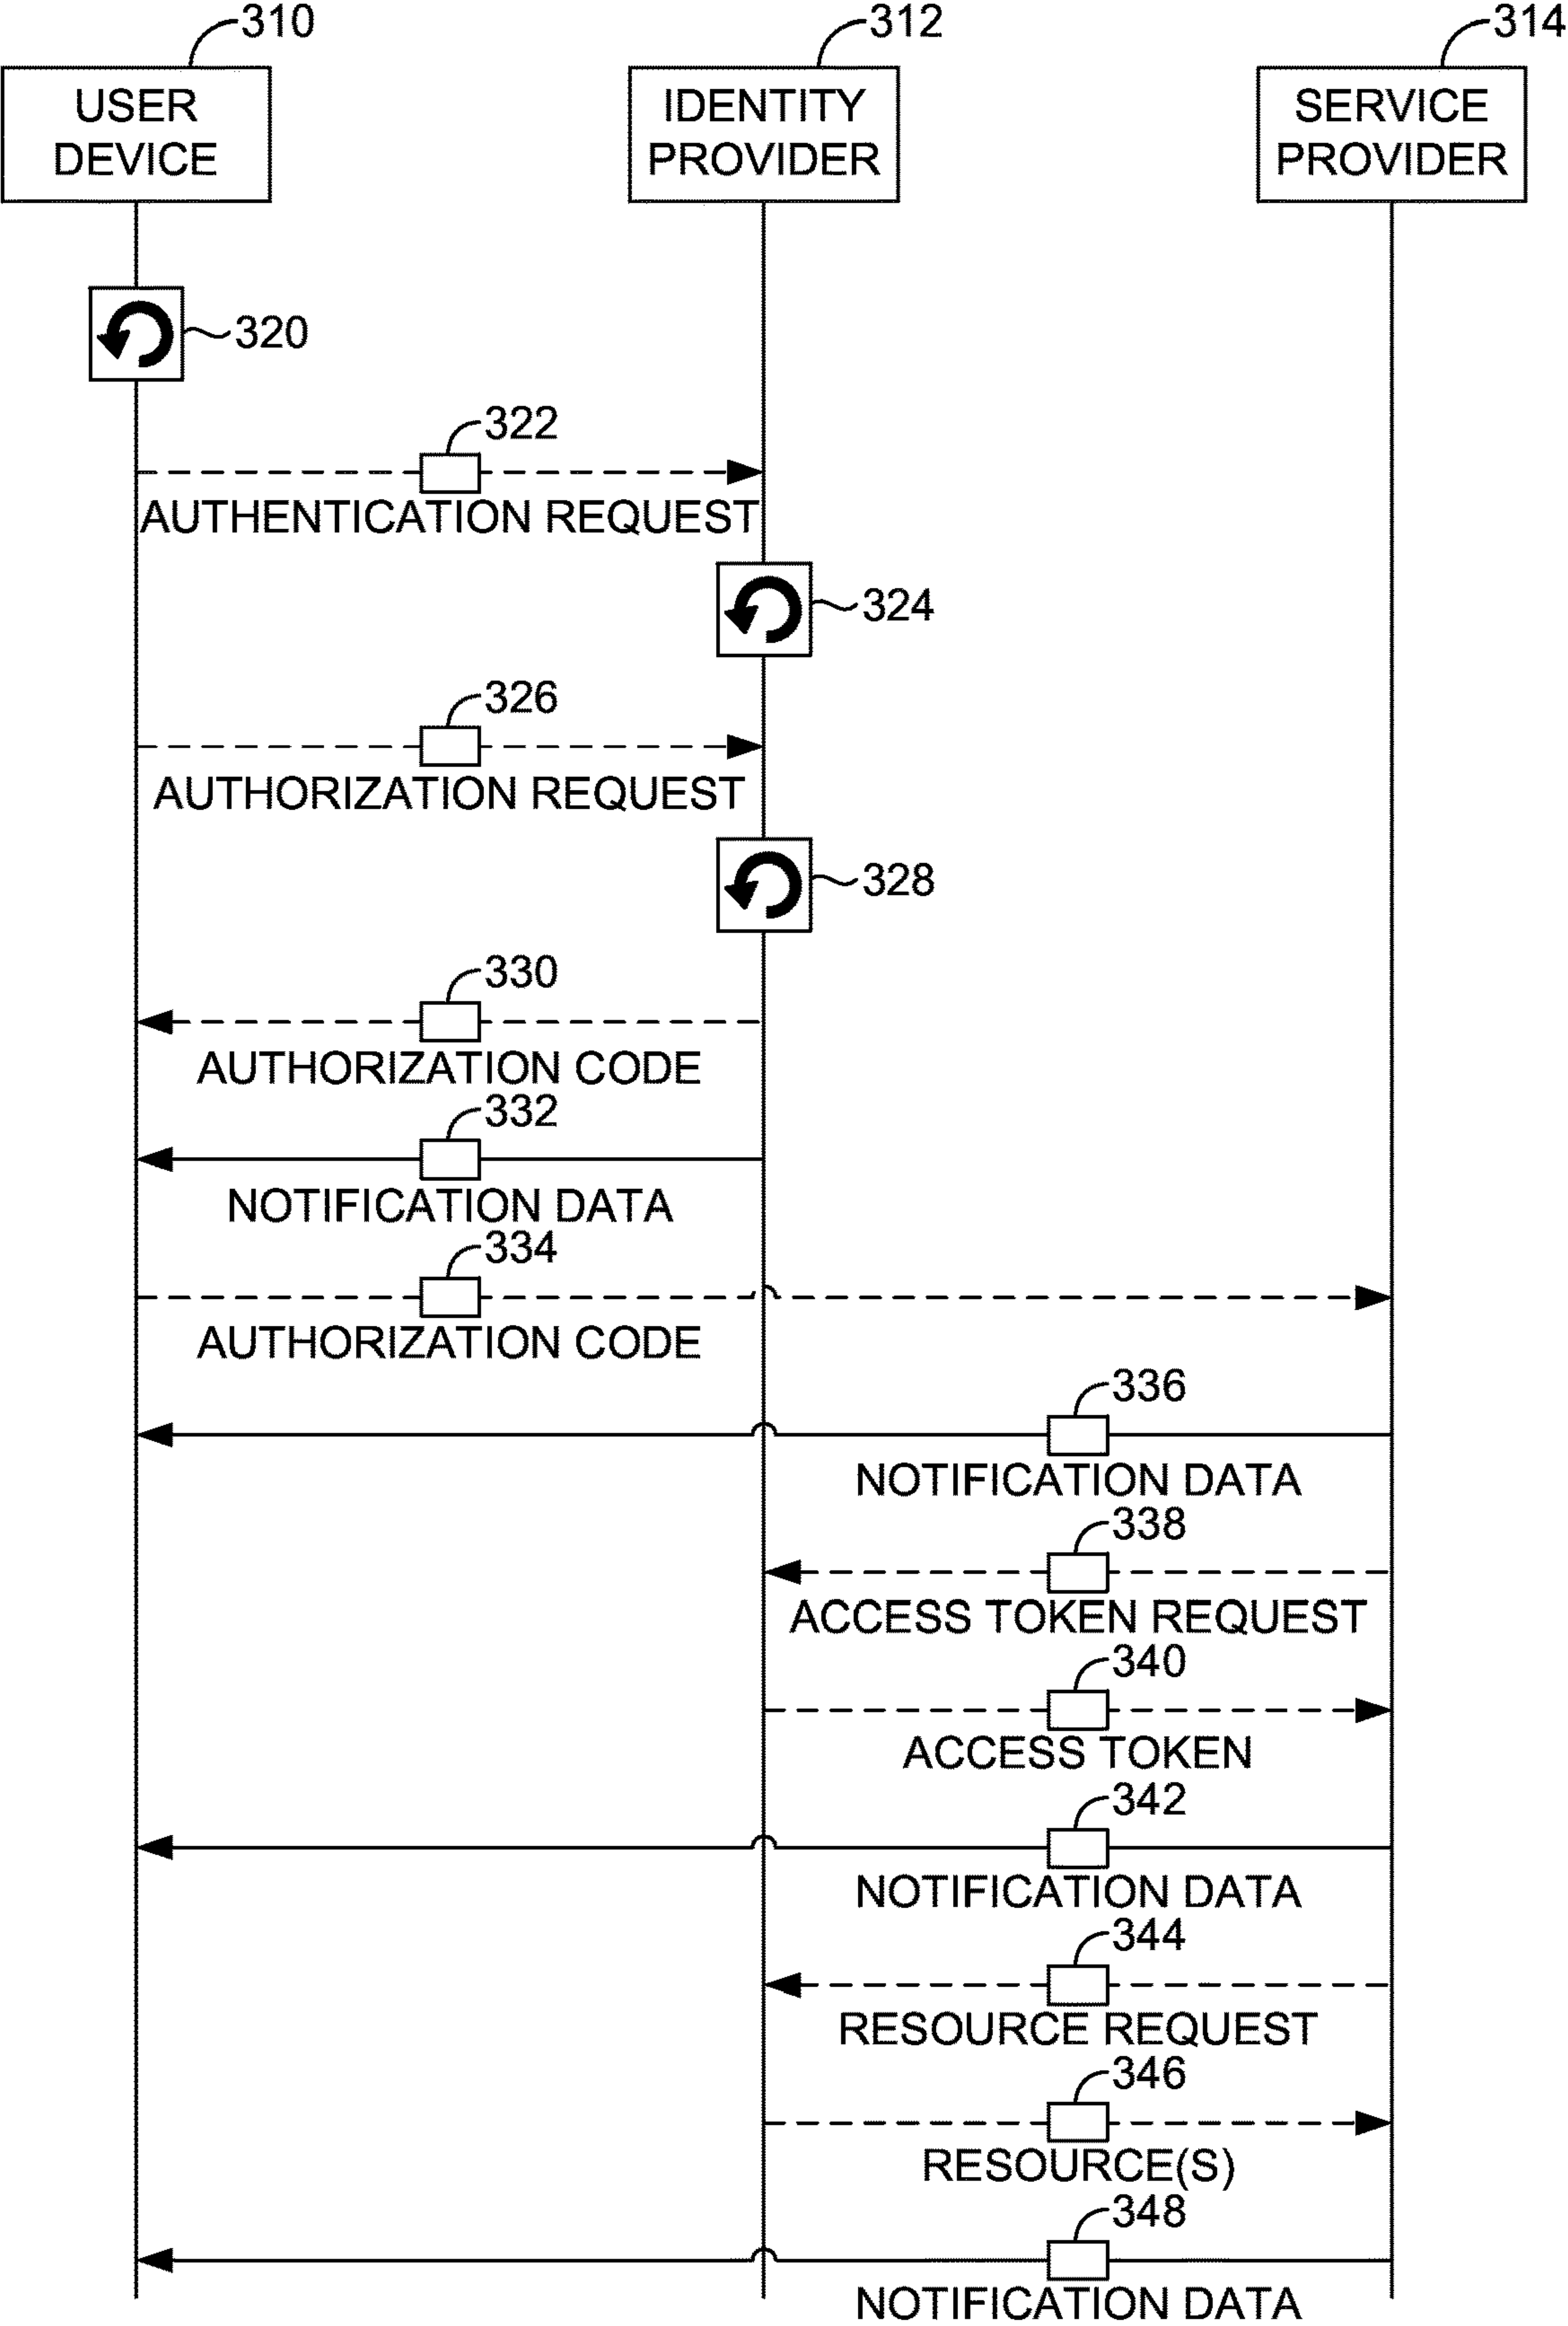 310
312
314
USER
DEVICE
IDENTITY
PROVIDER
SERVICE
PROVIDER
320
322
AUTHENTICATION REQUEST
324
326
AUTHORIZATION REQUEST
328
330
AUTHORIZATION CODE
332
NOTIFICATION DATA
334
AUTHORIZATION CODE
336
NOTIFICATION DATA
338
ACCESS TOKEN REQUEST
340
ACCESS TOKEN
342
NOTIFICATION DATA
344
RESOURCE REQUEST
346
RESOURCE(S)
348
NOTIFICATION DATA